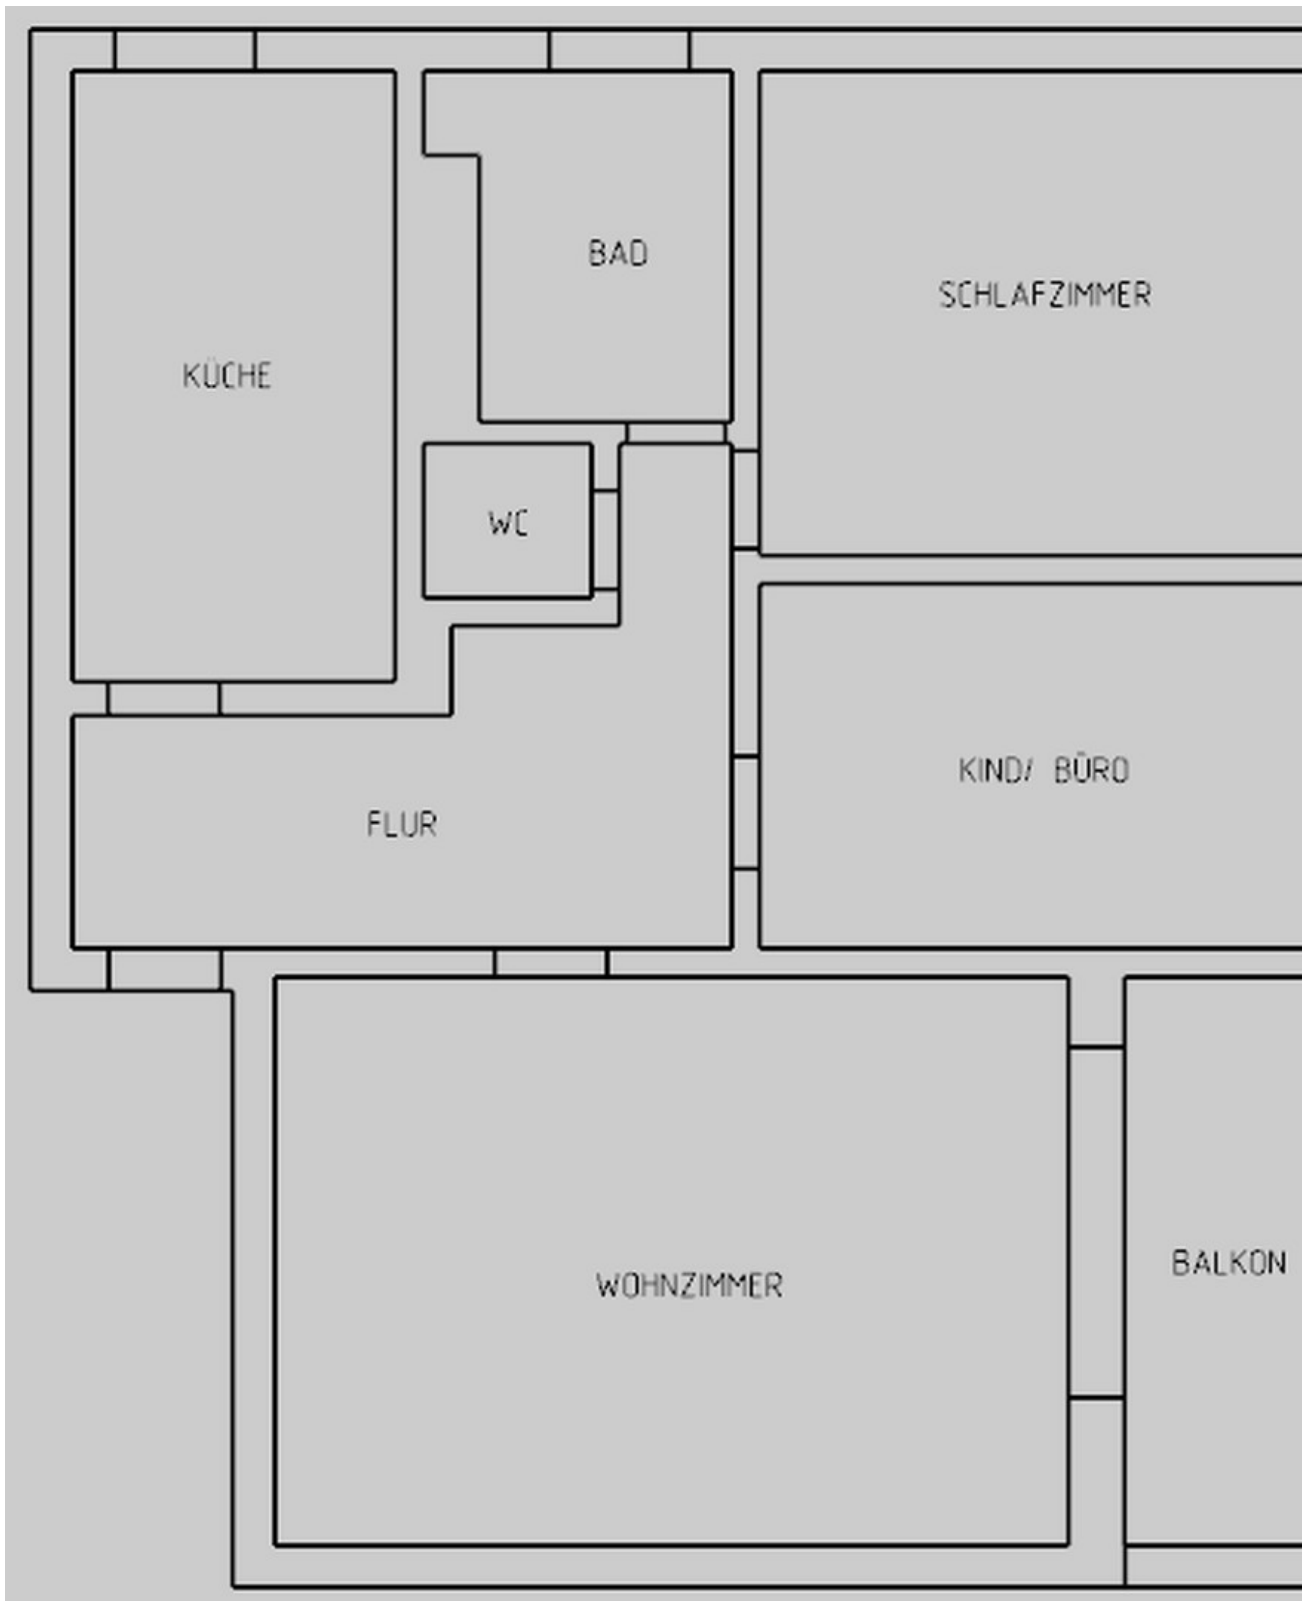 BAD
SCHLAFZIMMER
KÜCHE
WC
KIND/ BÜRO
FLUR
BALKON
WOHNZIMMER